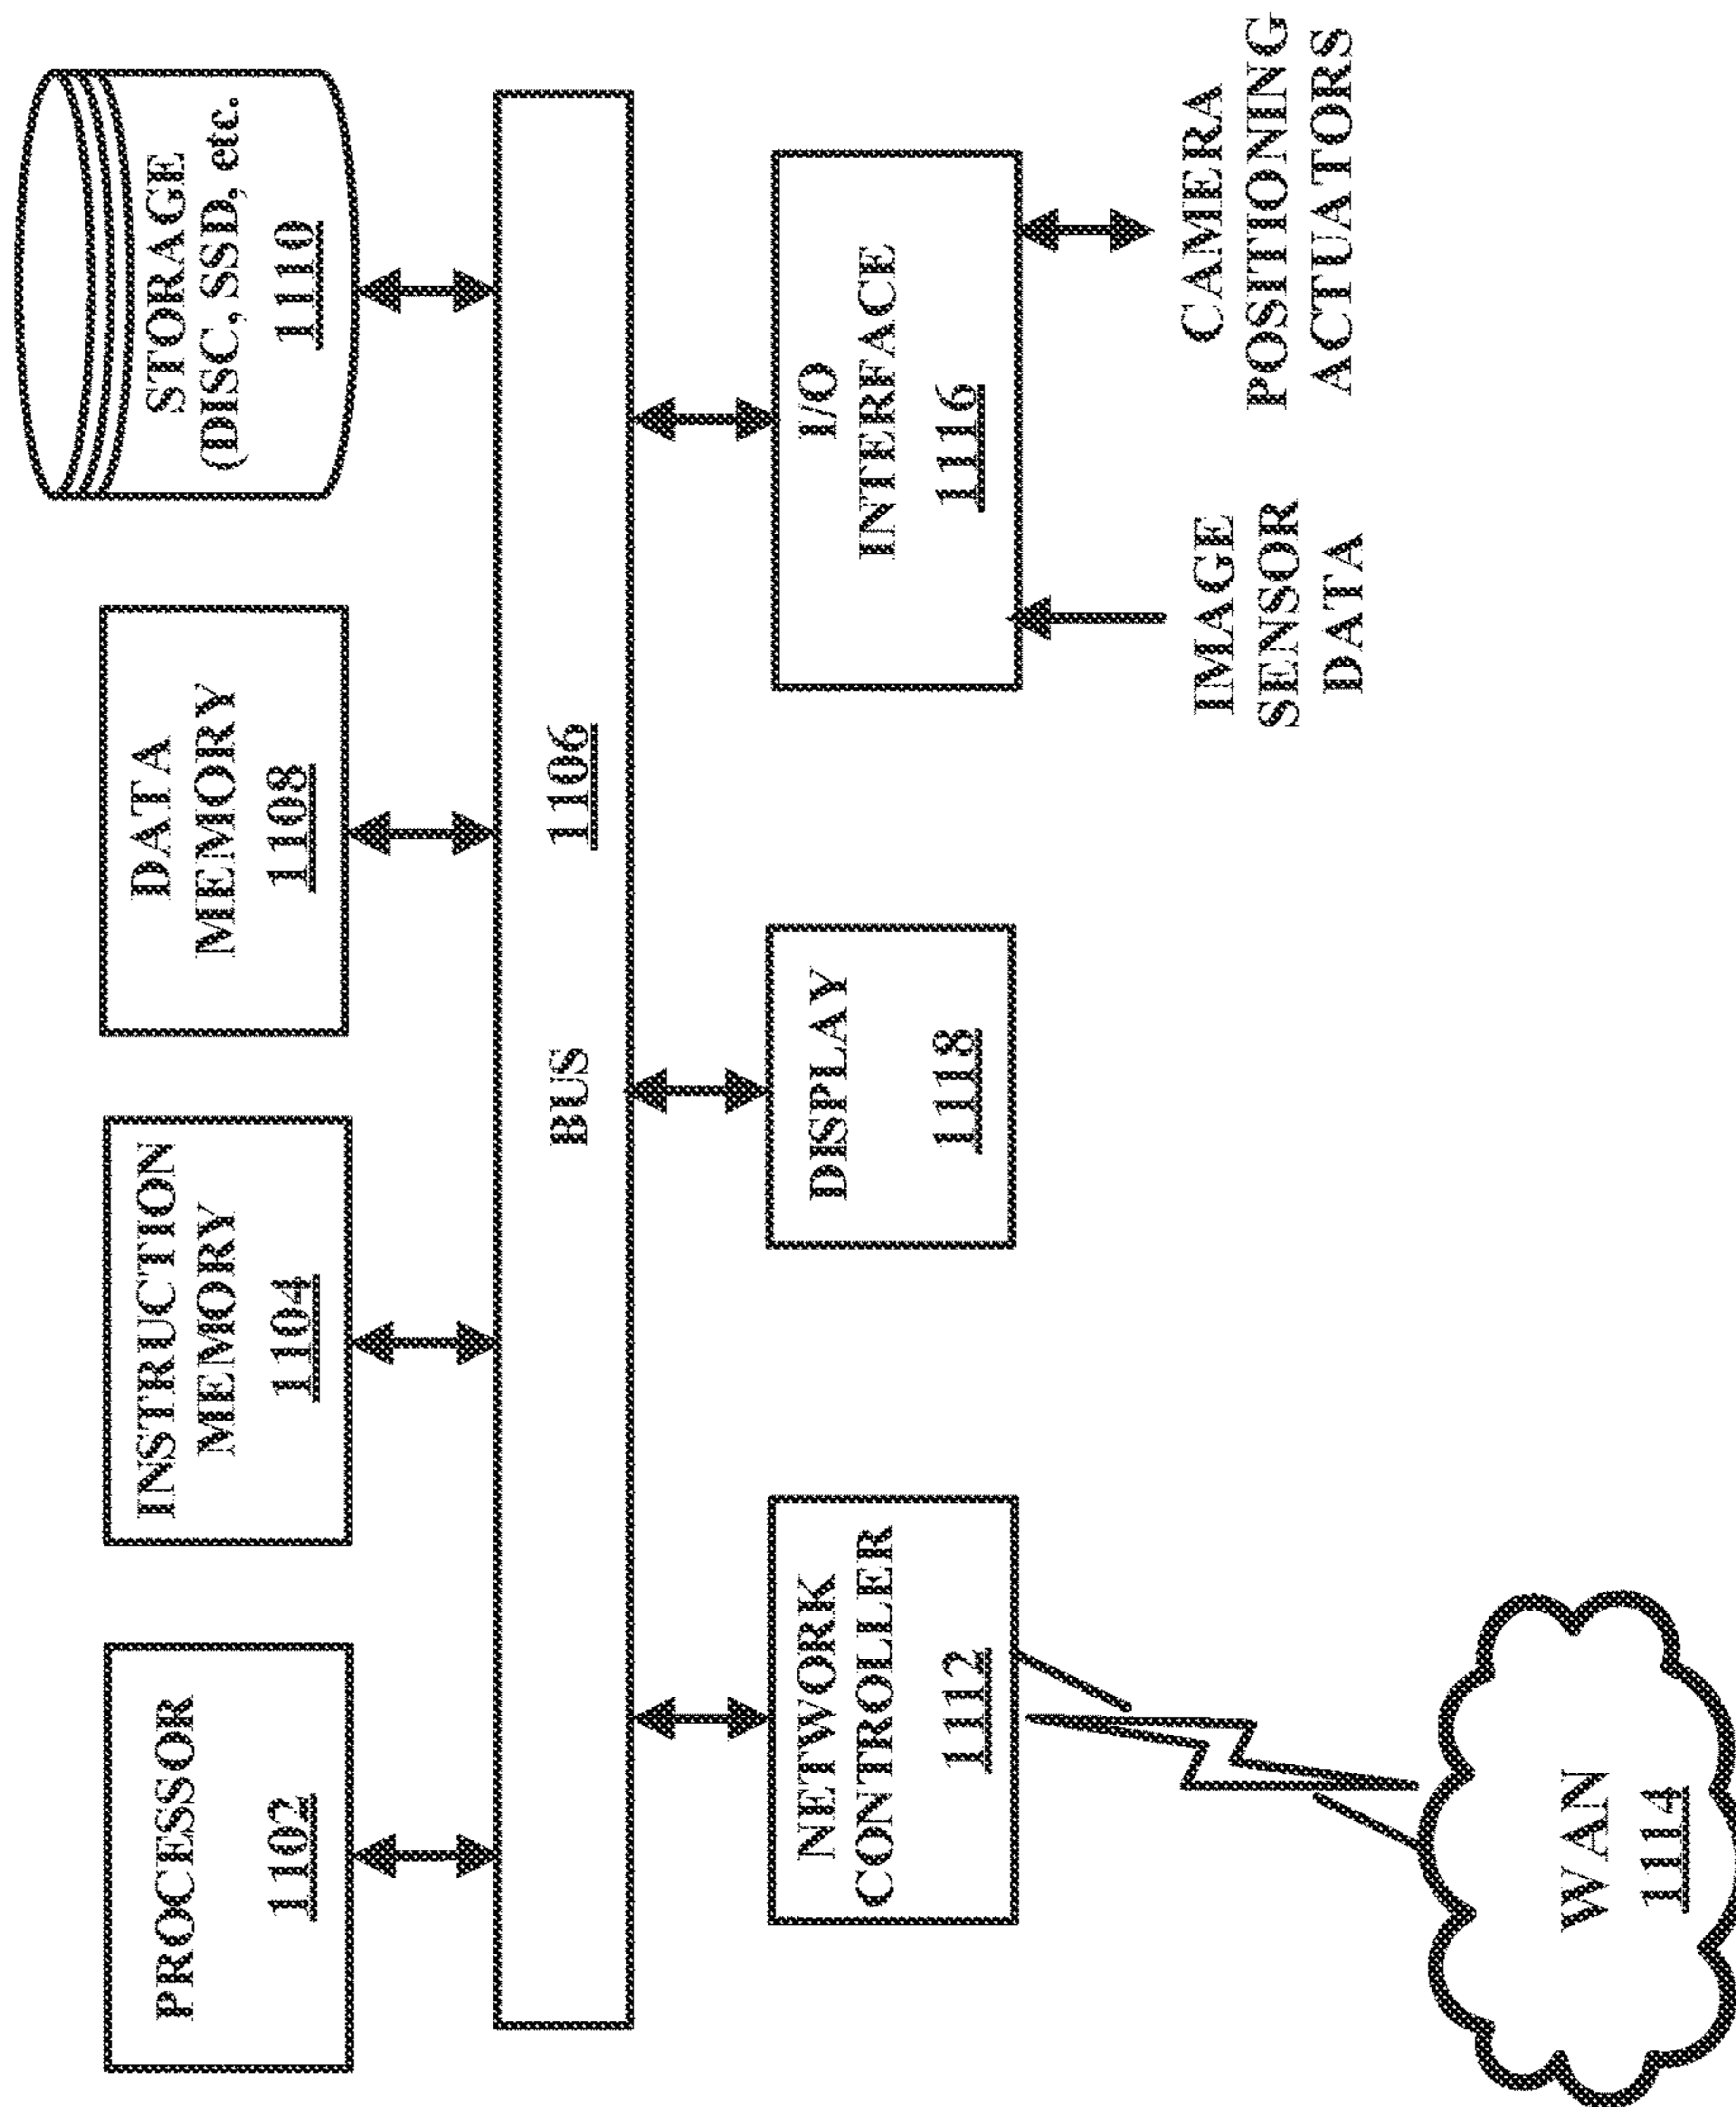 PROCESSOR
1102
INSTRUCTION
MEMORY
1104
DATA
MEMORY
1108
STORAGE
(DISC, SSD, etc.
1110
BUS 1106
NETWORK
CONTROLLER
1112
DISPLAY
1118
I/O
INTERFACE
1116
WAN
1114
IMAGE
SENSOR
DATA
CAMERA
POSITIONING
ACTUATORS